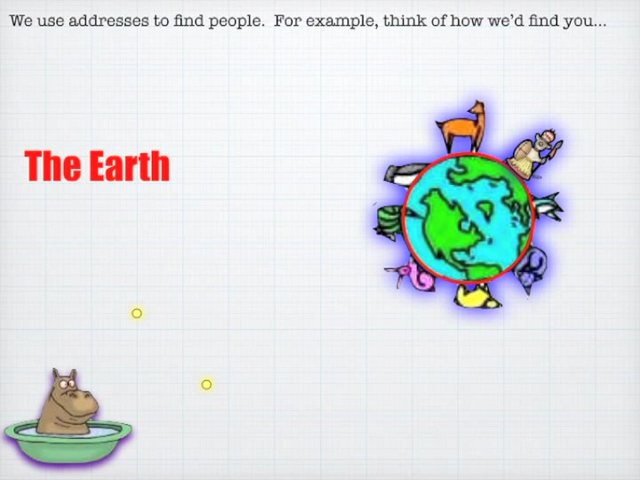 We use addresses to find people.  For example, think of how we'd find you...
The Earth